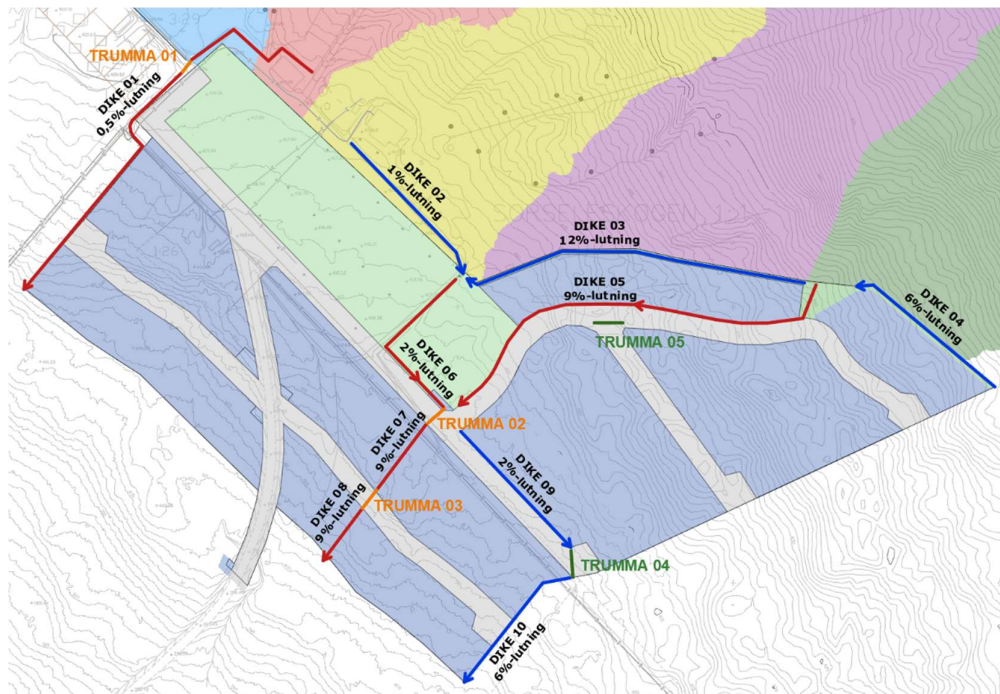 TRUMMA 01
DIKE 01
0,5%-lutning
DIKE 02
1%-lutning
DIKE 03
12%-lutning
DIKE 05
9%-lutning
DIKE 04
6%-lutning
TRUMMA 05
DIKE 06
2%-lutning
DIKE 07
9%-lutning
TRUMMA 02
DIKE 09
2%-lutning
DIKE 08
9%-lutning
TRUMMA 03
TRUMMA 04
DIKE 10
6%-lutning